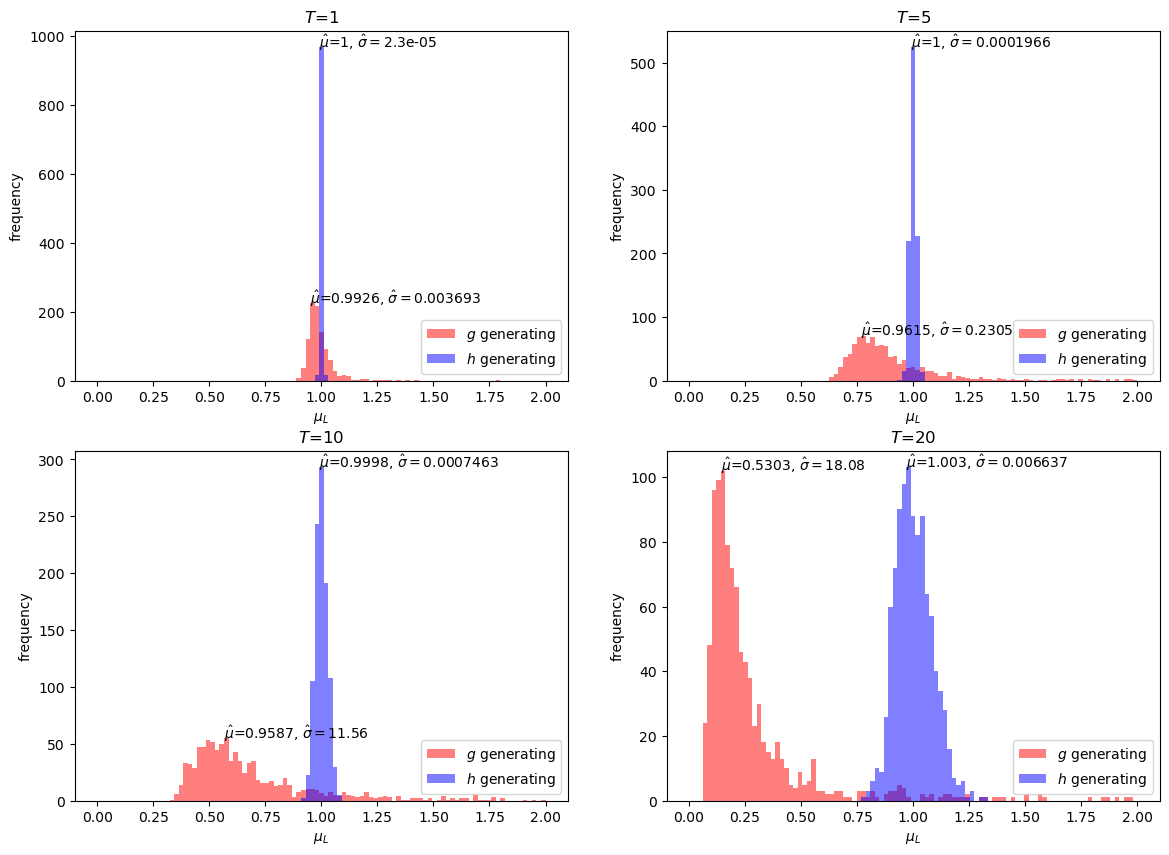 T=1
1000
800
600
400
200
0
frequency
μ̂=1, σ̂ = 2.3e-05
μ̂=0.9926, σ̂ = 0.003693
g generating
h generating
0.00 0.25 0.50 0.75 1.00 1.25 1.50 1.75 2.00
μ_L
T=5
500
400
300
200
100
0
frequency
μ̂=1, σ̂ = 0.0001966
μ̂=0.9615, σ̂ = 0.2305
g generating
h generating
0.00 0.25 0.50 0.75 1.00 1.25 1.50 1.75 2.00
μ_L
T=10
300
250
200
150
100
50
0
frequency
μ̂=0.9998, σ̂ = 0.0007463
μ̂=0.9587, σ̂ = 11.56
g generating
h generating
0.00 0.25 0.50 0.75 1.00 1.25 1.50 1.75 2.00
μ_L
T=20
100
80
60
40
20
0
frequency
μ̂=0.5303, σ̂ = 18.08
μ̂=1.003, σ̂ = 0.006637
g generating
h generating
0.00 0.25 0.50 0.75 1.00 1.25 1.50 1.75 2.00
μ_L